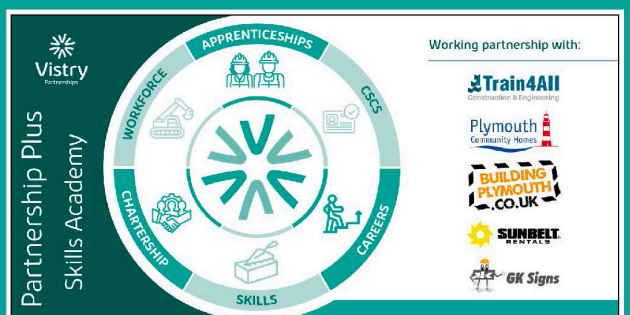 Vistry
Partnerships
Partnership Plus
Skills Academy
APPRENTICESHIPS
CSCS
CAREERS
SKILLS
CHARTERSHIP
WORKFORCE
Working partnership with:
Train4All
Construction & Engineering
Plymouth
Community Homes
BUILDING
PLYMOUTH
.CO.UK
SUNBELT
RENTALS
GK Signs